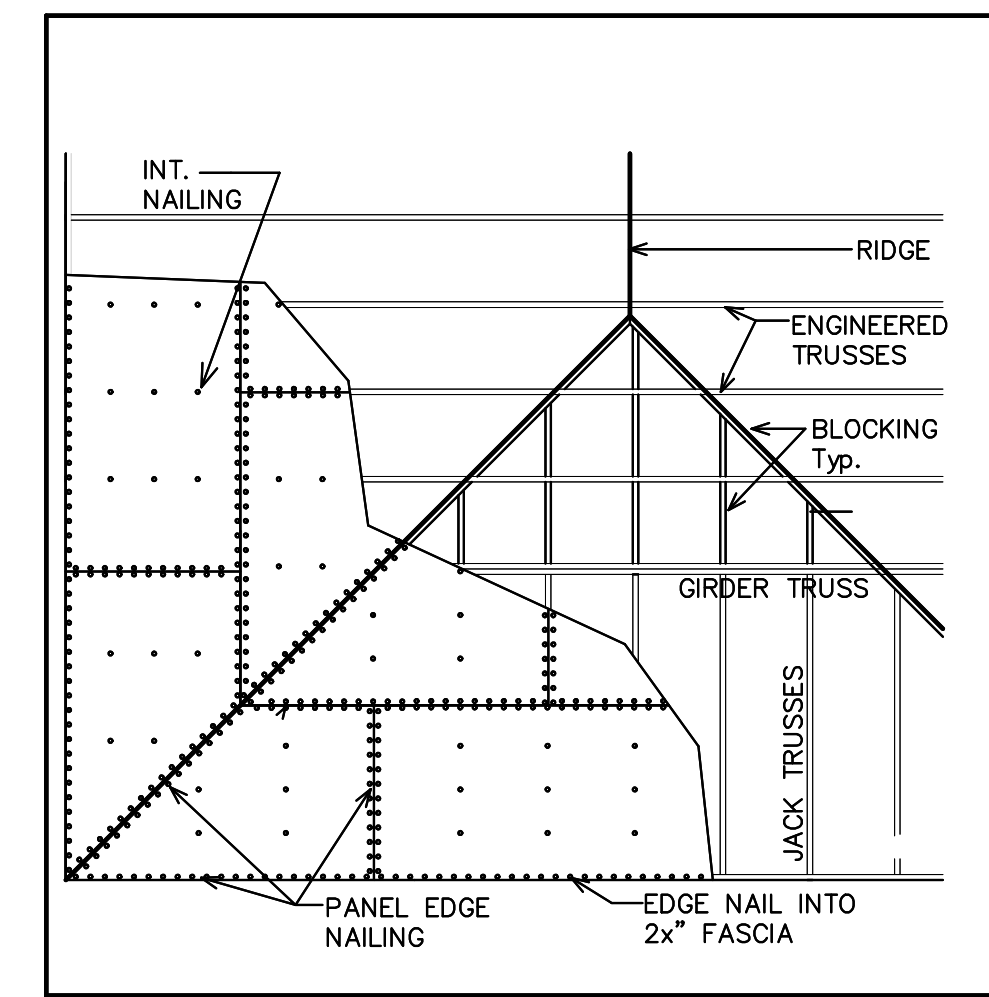 INT.
NAILING
RIDGE
ENGINEERED
TRUSSES
BLOCKING
Typ.
GIRDER TRUSS
JACK TRUSSES
PANEL EDGE
NAILING
EDGE NAIL INTO
2x" FASCIA